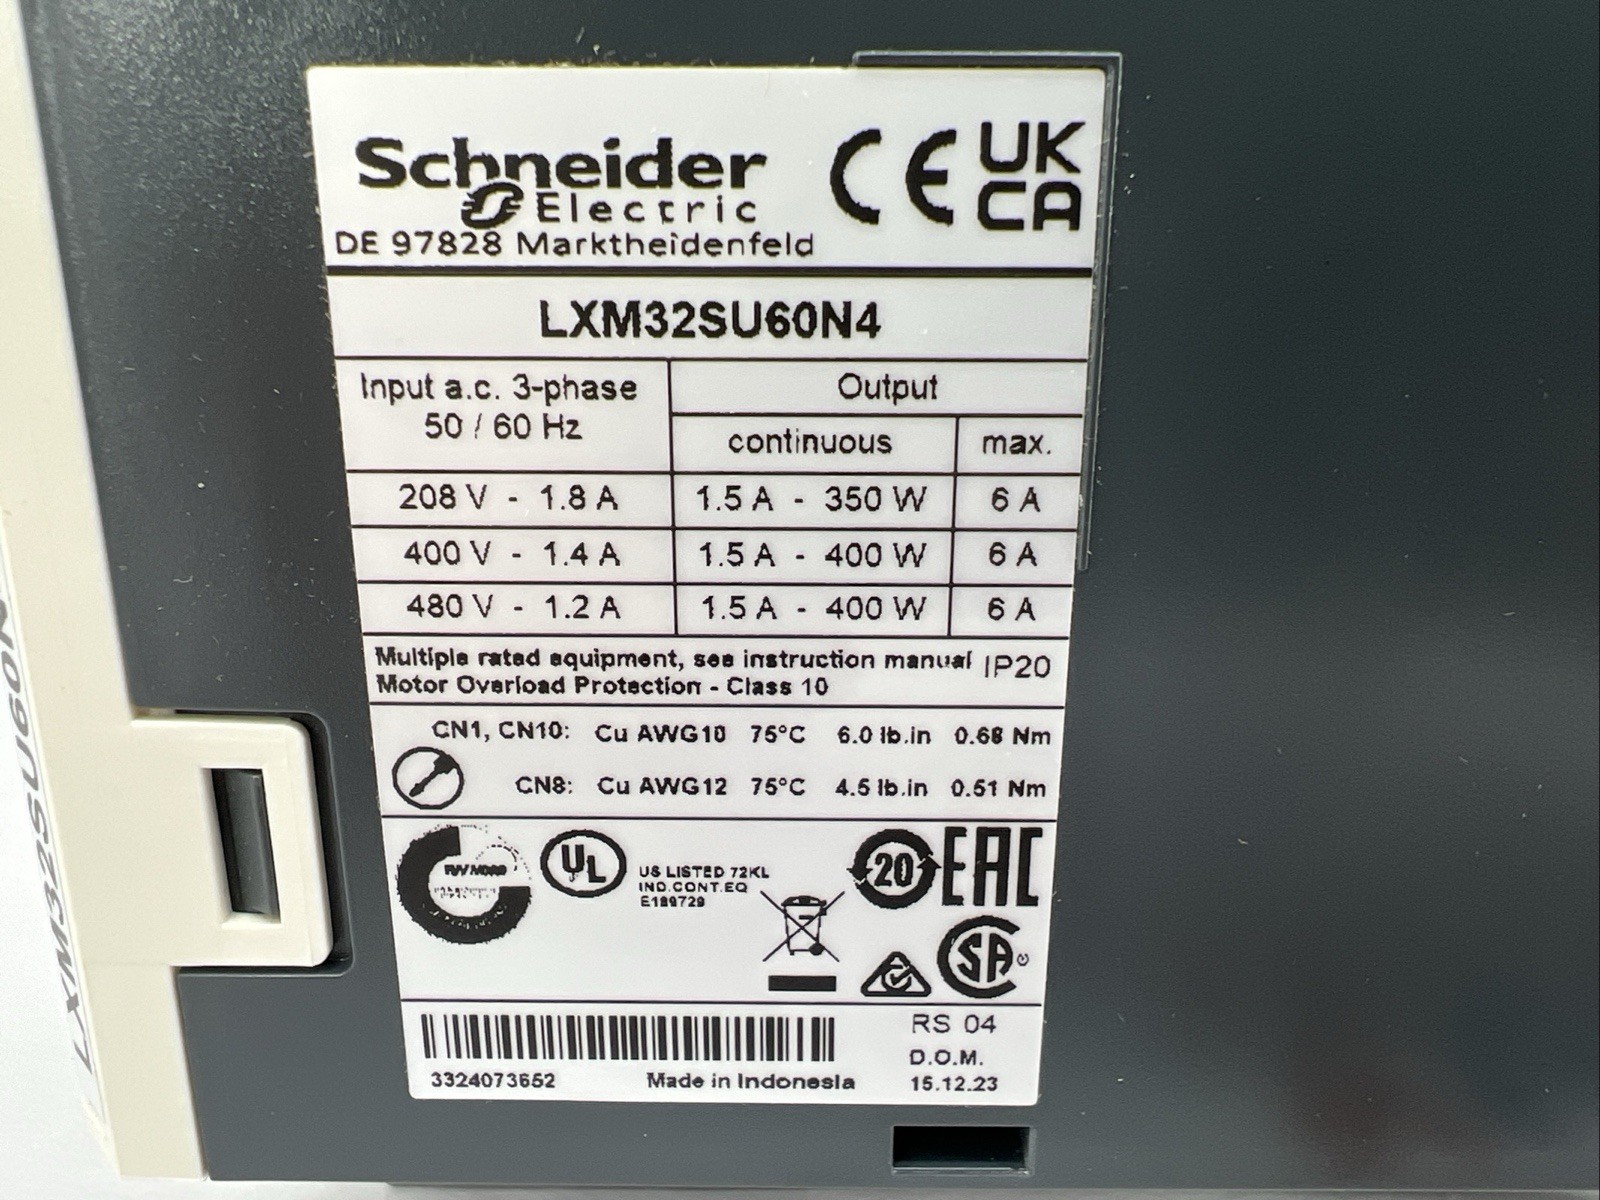 Schneider
Electric
CE UK
CA
DE 97828 Marktheidenfeld
LXM32SU60N4
Input a.c. 3-phase
50 / 60 Hz
Output
continuous max.
208 V - 1.8 A 1.5 A - 350 W 6 A
400 V - 1.4 A 1.5 A - 400 W 6 A
480 V - 1.2 A 1.5 A - 400 W 6 A
Multiple rated equipment, see instruction manual IP20
Motor Overload Protection - Class 10
CN1, CN10: Cu AWG10 75°C 6.0 lb.in 0.68 Nm
CN8: Cu AWG12 75°C 4.5 lb.in 0.51 Nm
UL
US LISTED 72KL
IND.CONT.EQ
E189729
20 EAC
SA
RS 04
D.O.M.
15.12.23
3324073652 Made in Indonesia
LXM32SU60N